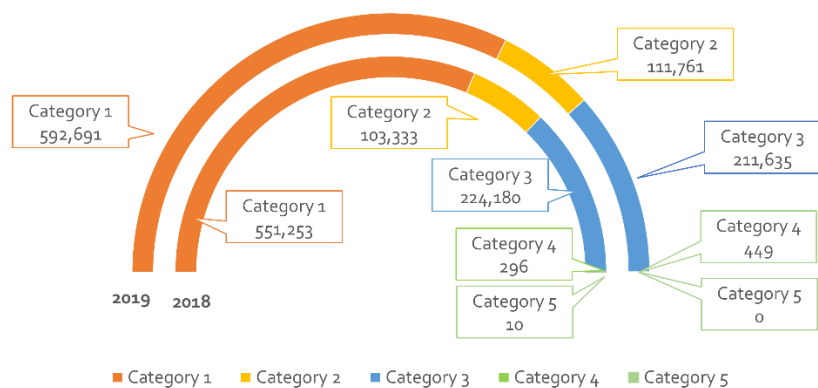 Category 2
111,761
Category 1
592,691
Category 2
103,333
Category 3
211,635
Category 3
224,180
Category 1
551,253
Category 4
449
Category 4
296
Category 5
0
Category 5
10
2019
2018
Category 1
Category 2
Category 3
Category 4
Category 5